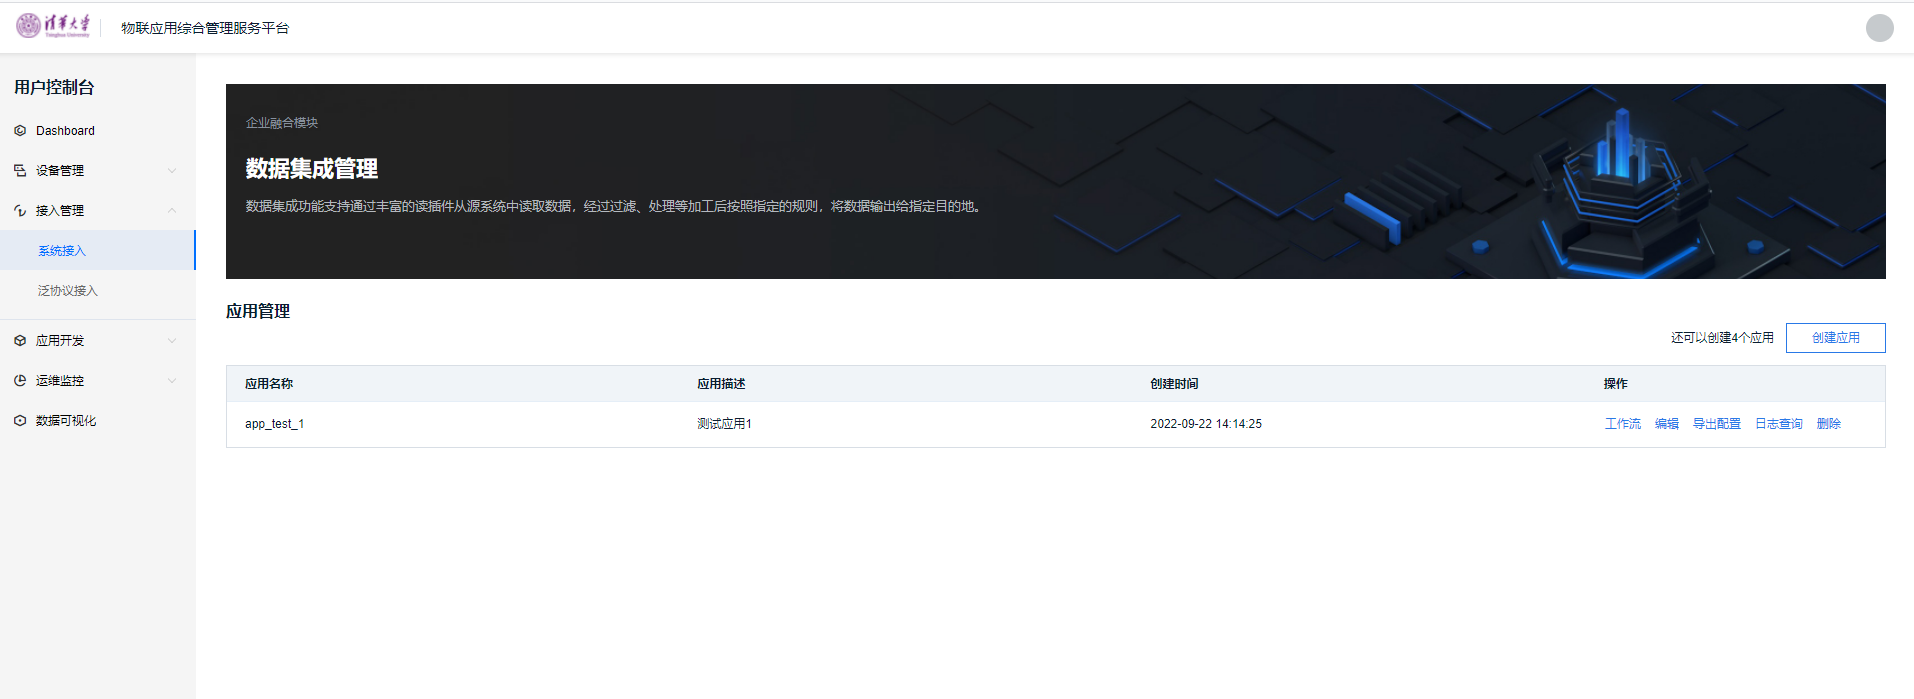 清华大学
Tsinghua University
物联应用综合管理服务平台
用户控制台
Dashboard
设备管理
接入管理
系统接入
泛协议接入
应用开发
运维监控
数据可视化
企业融合模块
数据集成管理
数据集成功能支持通过丰富的读插件从源系统中读取数据，经过过滤、处理等加工后按照指定的规则，将数据输出给指定目的地。
应用管理
还可以创建4个应用 创建应用
应用名称 应用描述 创建时间 操作
app_test_1 测试应用1 2022-09-22 14:14:25 工作流 编辑 导出配置 日志查询 删除